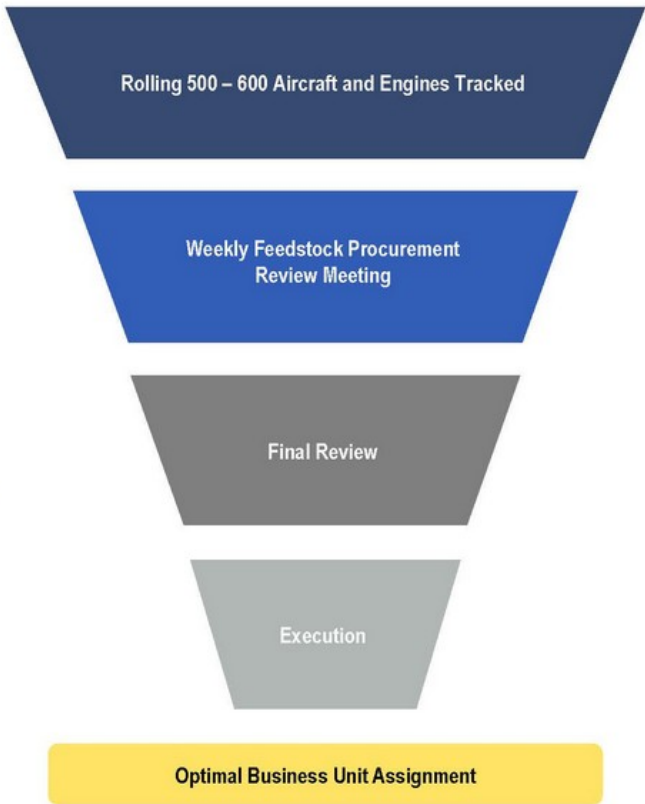 Rolling 500 – 600 Aircraft and Engines Tracked
Weekly Feedstock Procurement
Review Meeting
Final Review
Execution
Optimal Business Unit Assignment